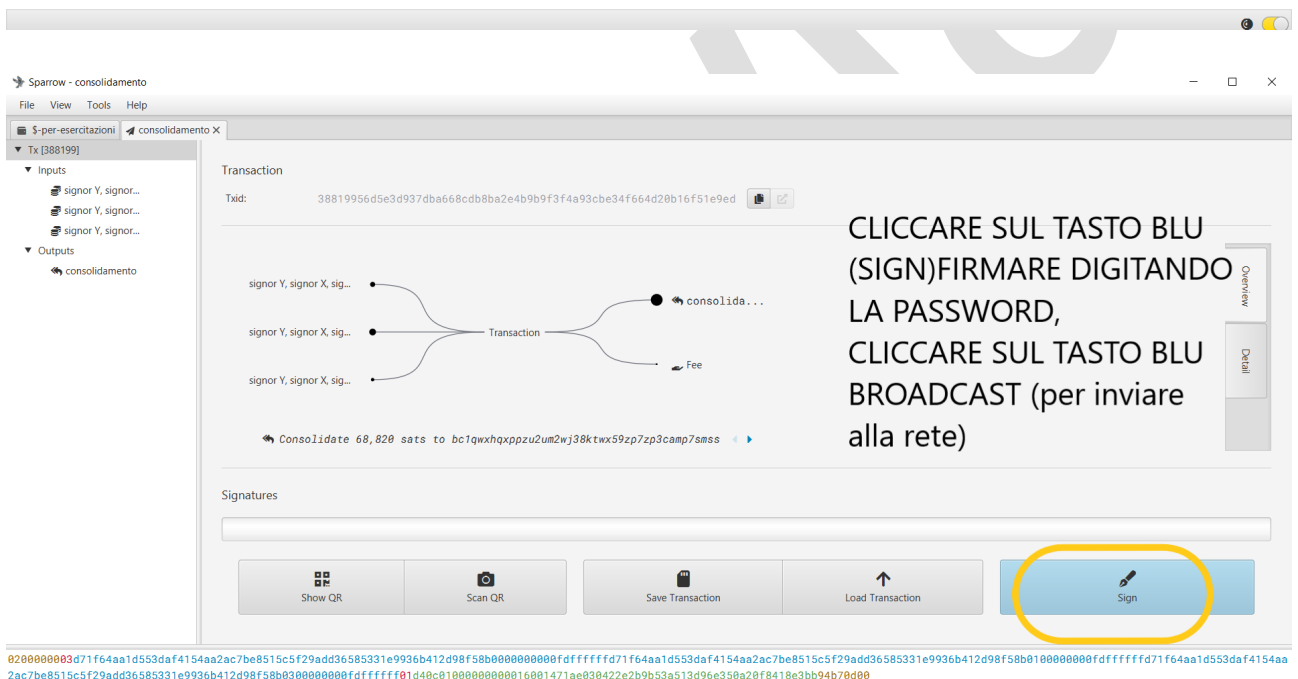 Sparrow - consolidamento
File View Tools Help
$-per-esercitazioni consolidamento
Tx [388199]
Inputs
signor Y, signor...
signor Y, signor...
signor Y, signor...
Outputs
consolidamento
Transaction
Txid: 38819956d5e3d937dba668cdb8ba2e4b9b9f3f4a93cbe34f664d20b16f51e9ed
signor Y, signor X, sig...
signor Y, signor X, sig...
signor Y, signor X, sig...
Transaction
consolida...
Fee
Consolidate 68,820 sats to bc1qwxhqxppzu2um2wj38ktwx59zp7zp3camp7smss
CLICCARE SUL TASTO BLU
(SIGN)FIRMARE DIGITANDO
LA PASSWORD,
CLICCARE SUL TASTO BLU
BROADCAST (per inviare
alla rete)
Overview
Detail
Signatures
Show QR
Scan QR
Save Transaction
Load Transaction
Sign
0200000003d71f64aa1d553daf4154aa2ac7be8515c5f29add36585331e9936b412d98f58b0000000000fdffffffd71f64aa1d553daf4154aa2ac7be8515c5f29add36585331e9936b412d98f58b0100000000fdffffffd71f64aa1d553daf4154aa
2ac7be8515c5f29add36585331e9936b412d98f58b0300000000fdffffff01d40c01000000000016001471ae030422e2b9b53a513d96e350a20f8418e3bb94b70d00